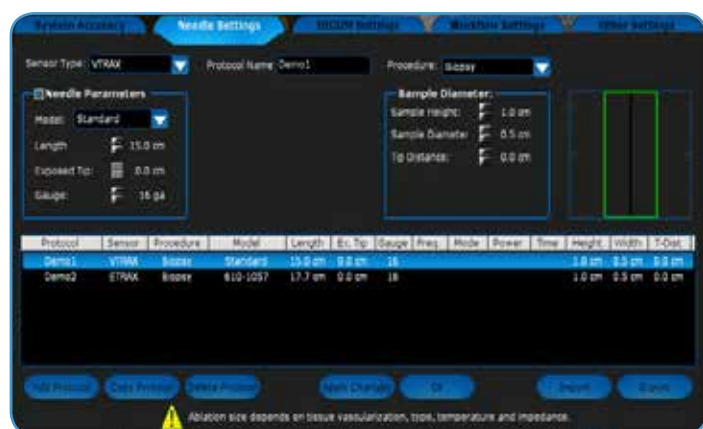 System Accuracy Needle Settings DICOM Settings Workflow Settings Other Settings
Sensor Type: VTRAX Protocol Name Demo1 Procedure: Biopsy
Needle Parameters Sample Diameter:
Model: Standard Sample Height: 1.0 cm
Length 15.0 cm Sample Diameter 0.5 cm
Exposed Tip: 0.0 cm Tip Distance: 0.0 cm
Gauge: 16 ga
Protocol Sensor Procedure Model Length Ex. Tip Gauge Freq Mode Power Time Height Width T-Dist
Demo1 VTRAX Biopsy Standard 15.0 cm 0.0 cm 16 1.0 cm 0.5 cm 0.0 cm
Demo2 ETRAX Biopsy 610-1057 17.7 cm 0.0 cm 18 1.0 cm 0.5 cm 0.0 cm
Add Protocol Copy Protocol Delete Protocol Apply Changes Import Export
Ablation size depends on tissue vascularization, type, temperature and impedance.